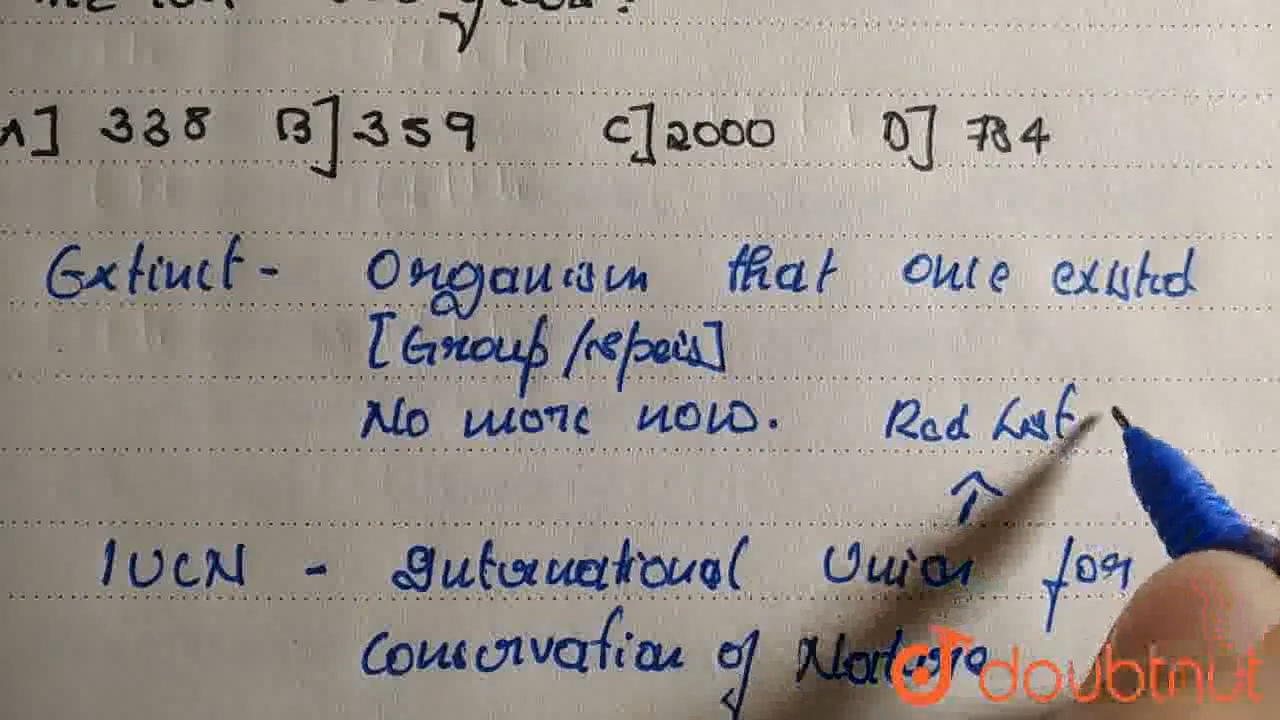 A] 338 B] 359 C] 2000 D] 784
Extinct - Organism that once existed
[Group /
No more now. Red List
↑
IUCN - International Union for
Conservation of Nature
doubtnut